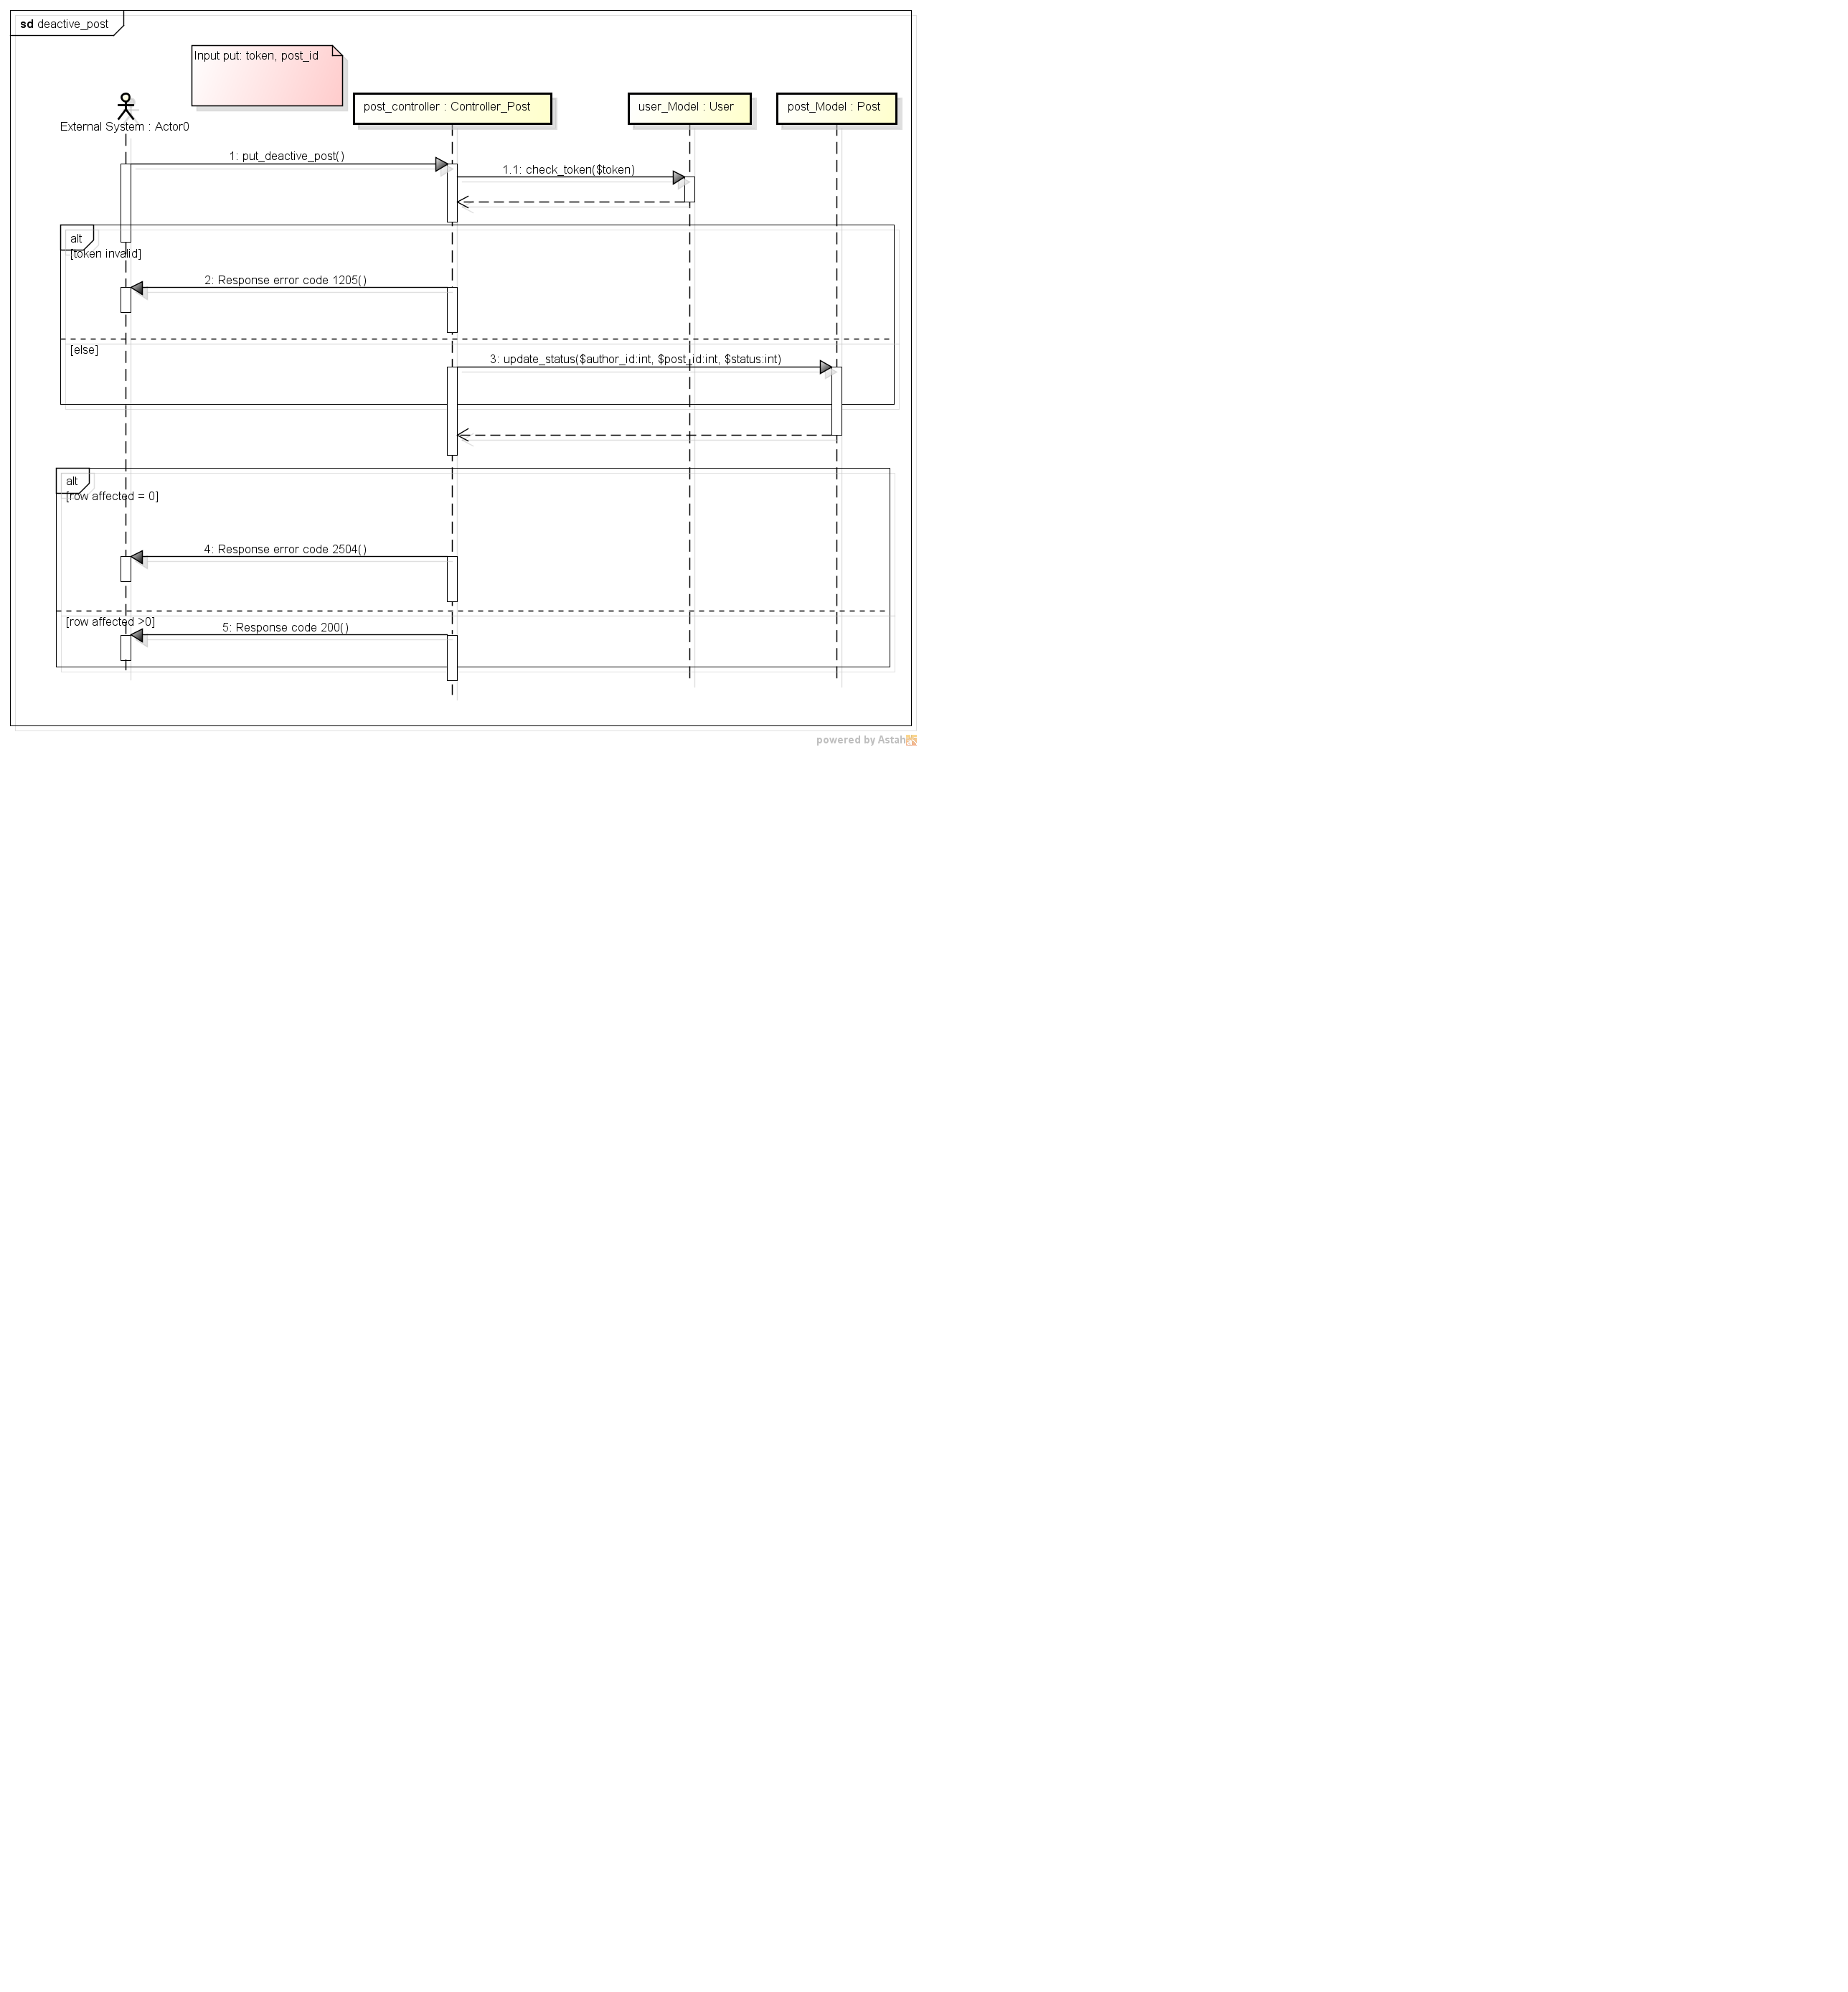 sd deactive_post
Input put: token, post_id
External System : Actor0
post_controller : Controller_Post
user_Model : User
post_Model : Post
1: put_deactive_post()
1.1: check_token($token)
alt
[token invalid]
2: Response error code 1205()
[else]
3: update_status($author_id:int, $post_id:int, $status:int)
alt
[row affected = 0]
4: Response error code 2504()
[row affected >0]
5: Response code 200()
powered by Astah